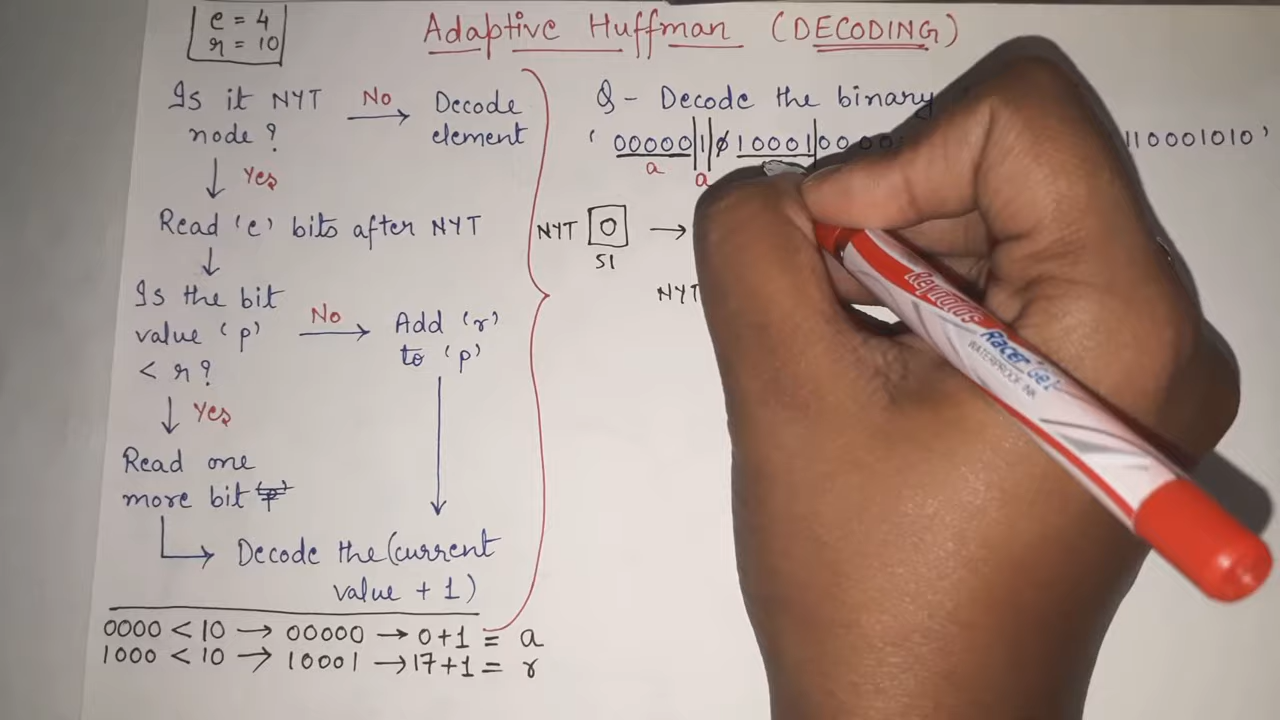 e = 4
r = 10
Adaptive Huffman (DECODING)
Is it NYT node ?
No
Decode element
Yes
Read 'e' bits after NYT
Is the bit value 'p' < r ?
No
Add 'r' to 'p'
Yes
Read one more bit
Decode the (current value + 1)
0000 < 10 → 00000 → 0+1 = a
1000 < 10 → 10001 → 17+1 = r
Q - Decode the binary
' 00000 | 1 | 0 10001 | 0000
110001010 '
a
a
NYT 0 →
51
NYT
Reynolds Racer Gel
WATERPROOF INK